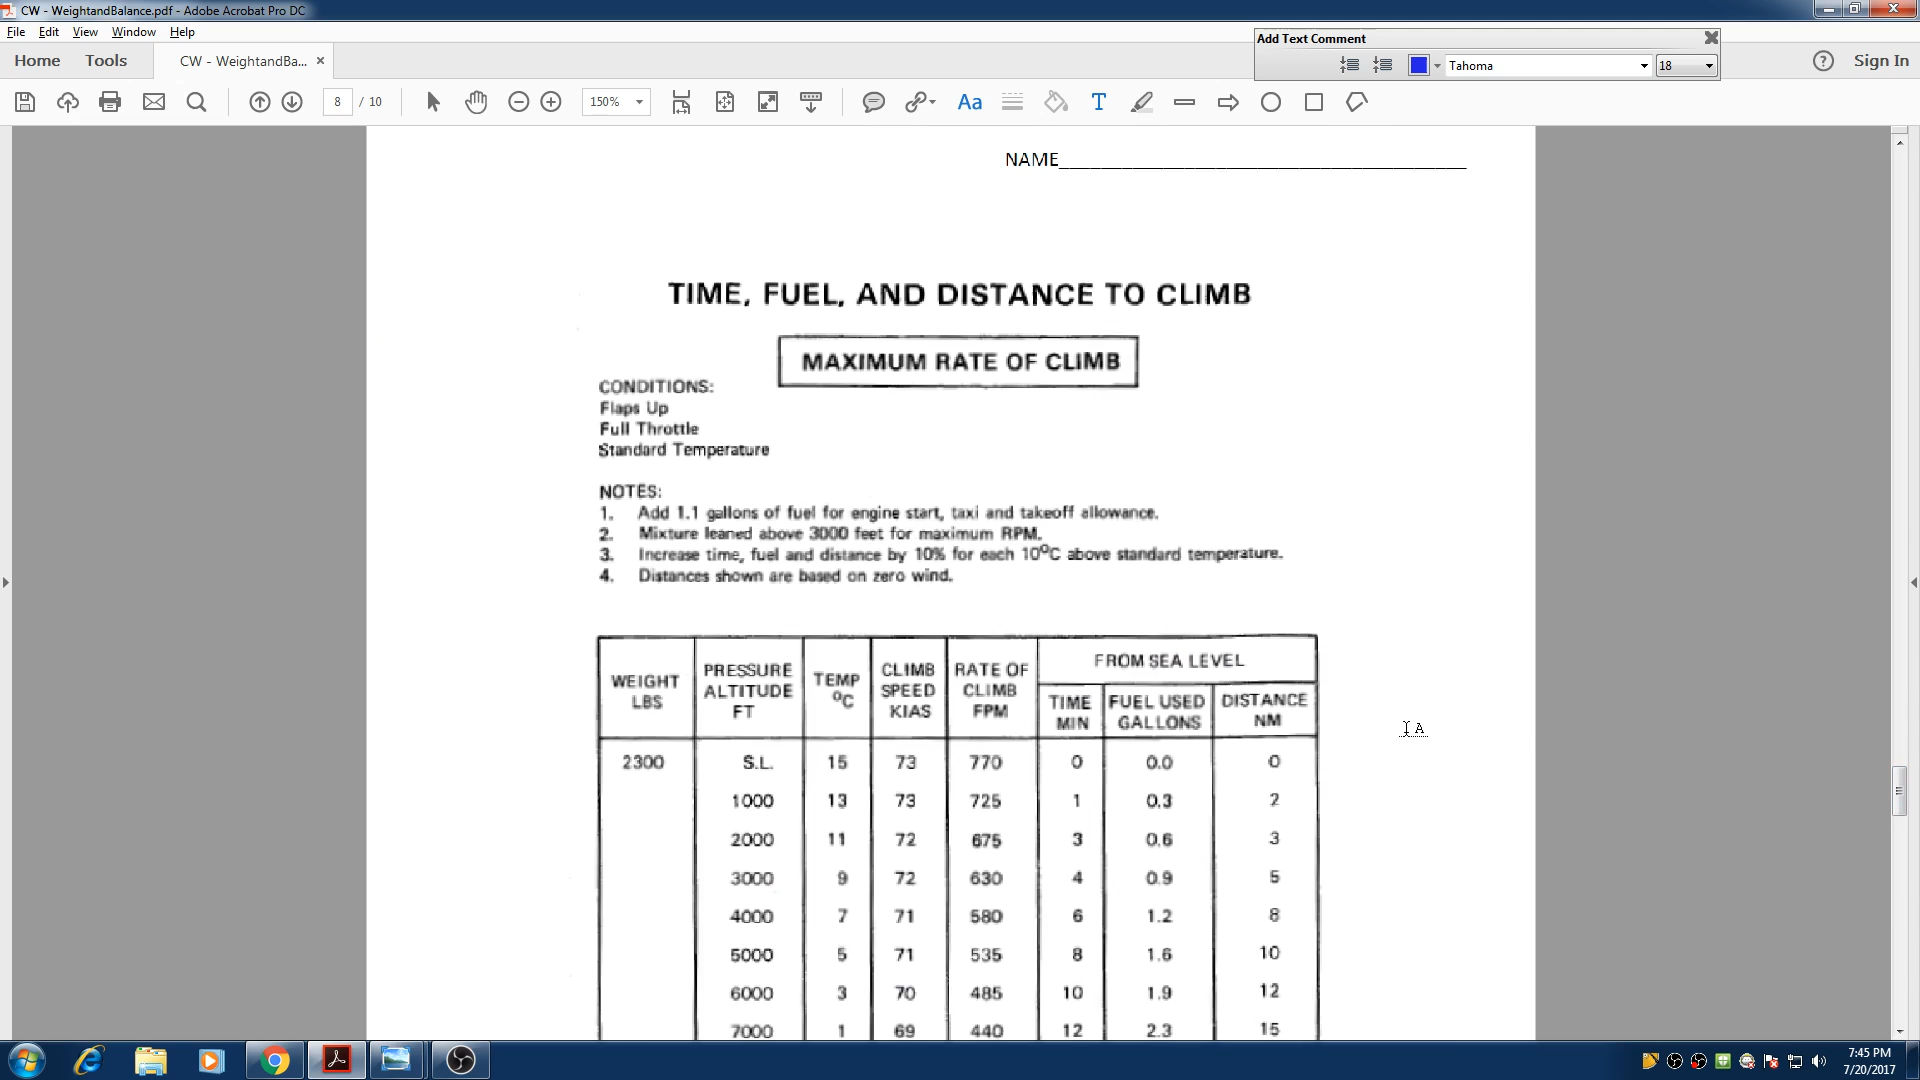 CW - WeightandBalance.pdf - Adobe Acrobat Pro DC
File Edit View Window Help
Add Text Comment
Home Tools CW - WeightandBa... ×
Tahoma 18
Sign In
8 / 10 150% Aa T
NAME______________________________________
TIME, FUEL, AND DISTANCE TO CLIMB
MAXIMUM RATE OF CLIMB
CONDITIONS:
Flaps Up
Full Throttle
Standard Temperature
NOTES:
1. Add 1.1 gallons of fuel for engine start, taxi and takeoff allowance.
2. Mixture leaned above 3000 feet for maximum RPM.
3. Increase time, fuel and distance by 10% for each 10°C above standard temperature.
4. Distances shown are based on zero wind.
WEIGHT LBS PRESSURE ALTITUDE FT TEMP °C CLIMB SPEED KIAS RATE OF CLIMB FPM FROM SEA LEVEL
TIME MIN FUEL USED GALLONS DISTANCE NM
2300 S.L. 15 73 770 0 0.0 0
1000 13 73 725 1 0.3 2
2000 11 72 675 3 0.6 3
3000 9 72 630 4 0.9 5
4000 7 71 580 6 1.2 8
5000 5 71 535 8 1.6 10
6000 3 70 485 10 1.9 12
7000 1 69 440 12 2.3 15
A
7:45 PM
7/20/2017